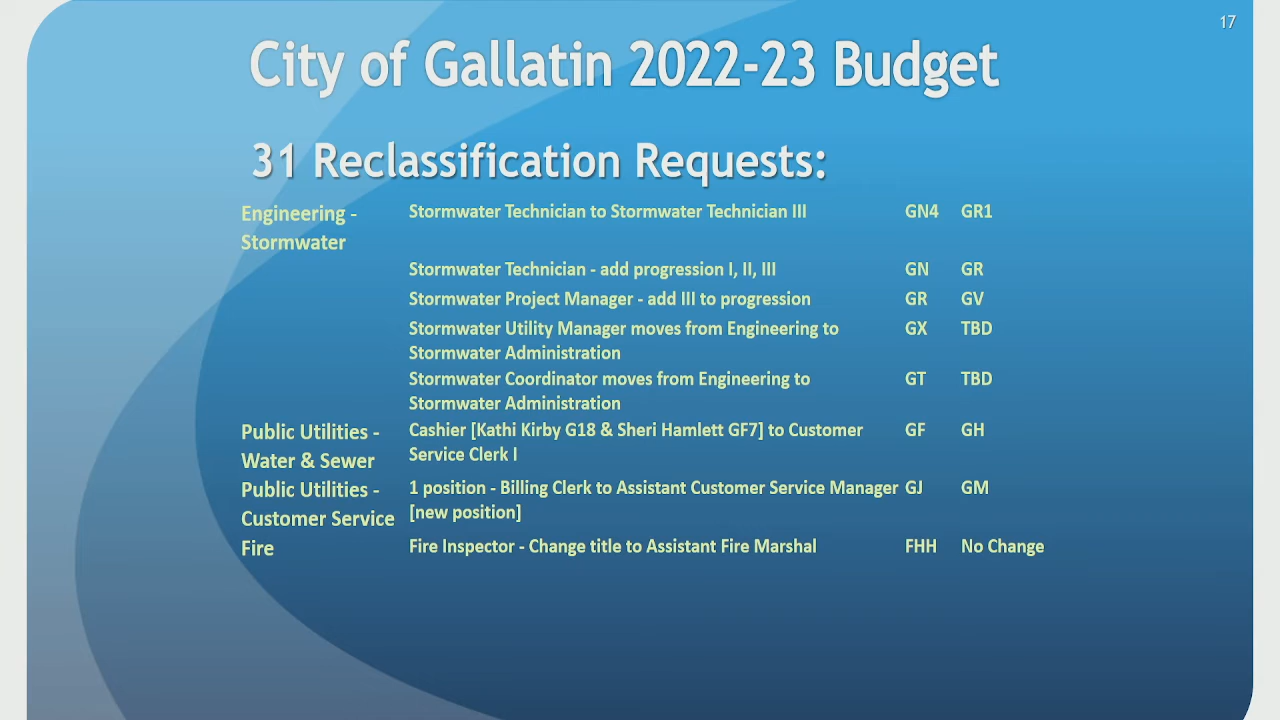 17
City of Gallatin 2022-23 Budget
31 Reclassification Requests:
Engineering - Stormwater Technician to Stormwater Technician III GN4 GR1
Stormwater
Stormwater Technician - add progression I, II, III GN GR
Stormwater Project Manager - add III to progression GR GV
Stormwater Utility Manager moves from Engineering to GX TBD
Stormwater Administration
Stormwater Coordinator moves from Engineering to GT TBD
Stormwater Administration
Public Utilities - Cashier [Kathi Kirby G18 & Sheri Hamlett GF7] to Customer GF GH
Water & Sewer Service Clerk I
Public Utilities - 1 position - Billing Clerk to Assistant Customer Service Manager GJ GM
Customer Service [new position]
Fire Fire Inspector - Change title to Assistant Fire Marshal FHH No Change